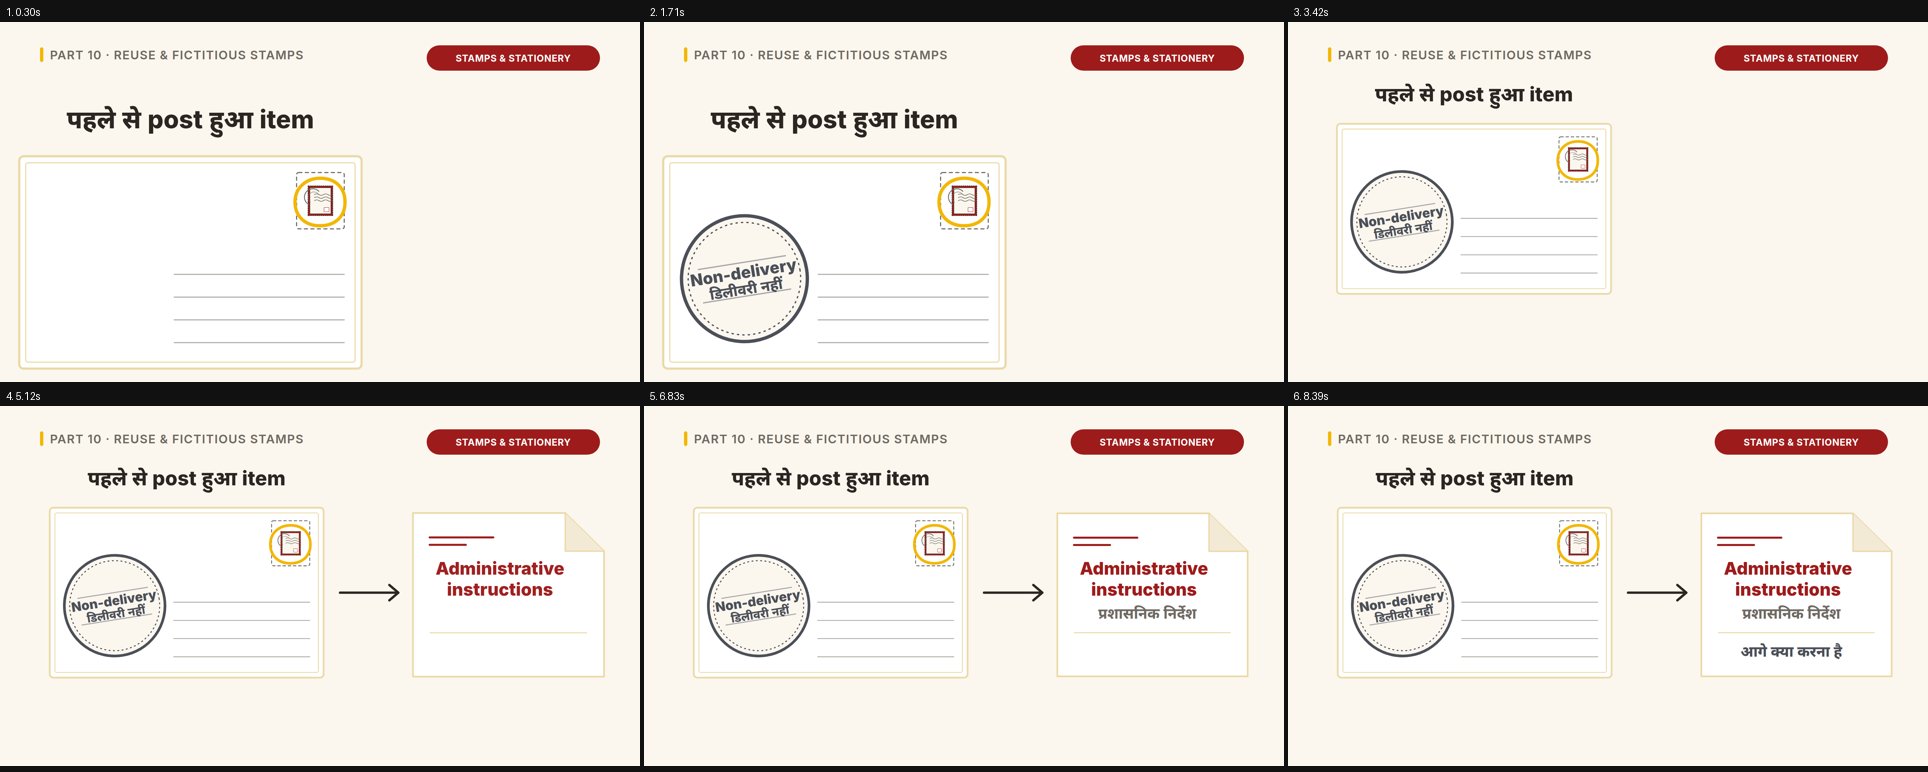 1. 0.30s
PART 10 · REUSE & FICTITIOUS STAMPS
STAMPS & STATIONERY
पहले से post हुआ item
2. 1.71s
PART 10 · REUSE & FICTITIOUS STAMPS
STAMPS & STATIONERY
पहले से post हुआ item
Non-delivery
डिलीवरी नहीं
3. 3.42s
PART 10 · REUSE & FICTITIOUS STAMPS
STAMPS & STATIONERY
पहले से post हुआ item
Non-delivery
डिलीवरी नहीं
4. 5.12s
PART 10 · REUSE & FICTITIOUS STAMPS
STAMPS & STATIONERY
पहले से post हुआ item
Non-delivery
डिलीवरी नहीं
Administrative
instructions
5. 6.83s
PART 10 · REUSE & FICTITIOUS STAMPS
STAMPS & STATIONERY
पहले से post हुआ item
Non-delivery
डिलीवरी नहीं
Administrative
instructions
प्रशासनिक निर्देश
6. 8.39s
PART 10 · REUSE & FICTITIOUS STAMPS
STAMPS & STATIONERY
पहले से post हुआ item
Non-delivery
डिलीवरी नहीं
Administrative
instructions
प्रशासनिक निर्देश
आगे क्या करना है